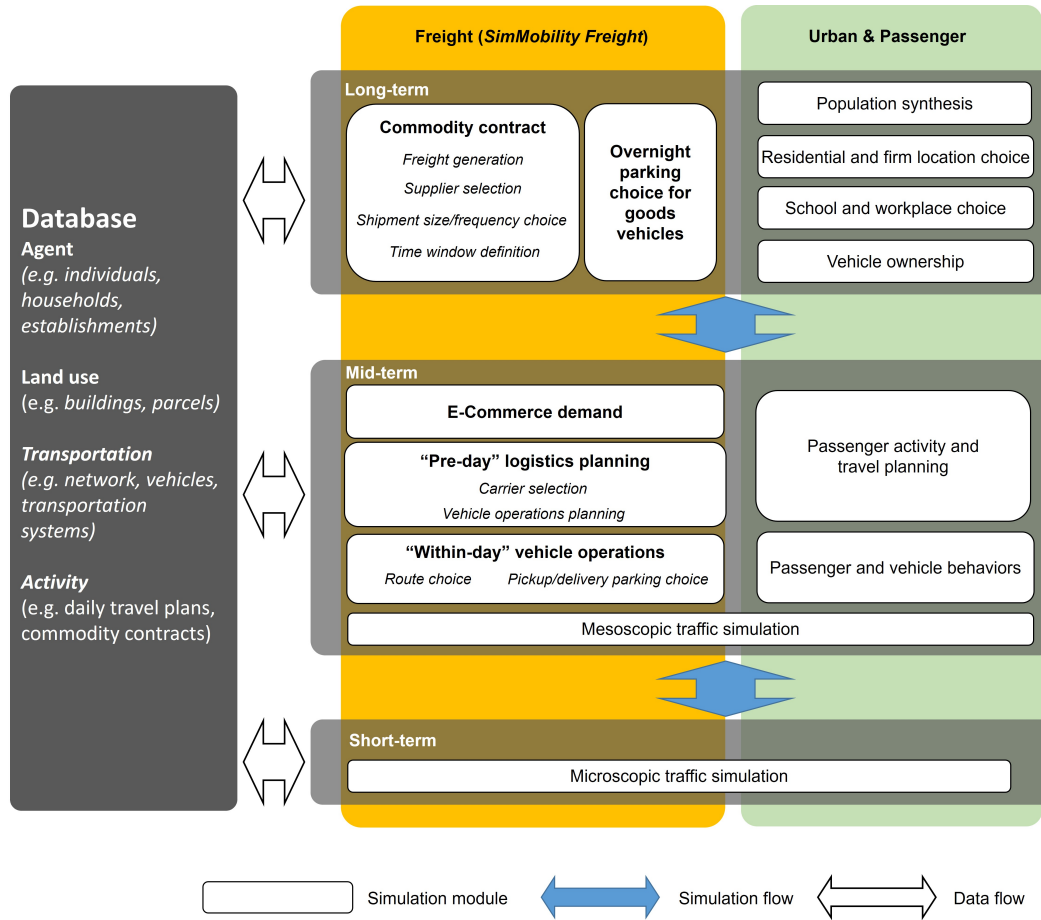 Freight (SimMobility Freight)
Urban & Passenger
Database
Agent
(e.g. individuals,
households,
establishments)
Land use
(e.g. buildings, parcels)
Transportation
(e.g. network, vehicles,
transportation
systems)
Activity
(e.g. daily travel plans,
commodity contracts)
Long-term
Commodity contract
Freight generation
Supplier selection
Shipment size/frequency choice
Time window definition
Overnight
parking
choice for
goods
vehicles
Population synthesis
Residential and firm location choice
School and workplace choice
Vehicle ownership
Mid-term
E-Commerce demand
“Pre-day” logistics planning
Carrier selection
Vehicle operations planning
“Within-day” vehicle operations
Route choice
Pickup/delivery parking choice
Passenger activity and
travel planning
Passenger and vehicle behaviors
Mesoscopic traffic simulation
Short-term
Microscopic traffic simulation
Simulation module
Simulation flow
Data flow